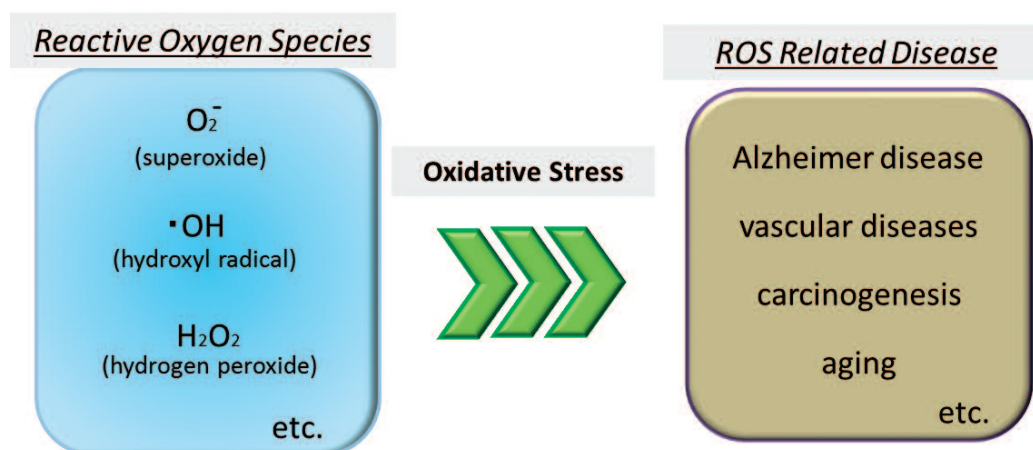 Reactive Oxygen Species
O₂⁻
(superoxide)
·OH
(hydroxyl radical)
H₂O₂
(hydrogen peroxide)
etc.
Oxidative Stress
ROS Related Disease
Alzheimer disease
vascular diseases
carcinogenesis
aging
etc.